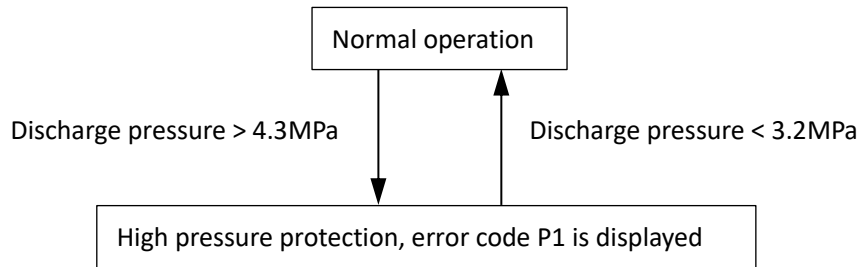 Normal operation
Discharge pressure > 4.3MPa
Discharge pressure < 3.2MPa
High pressure protection, error code P1 is displayed